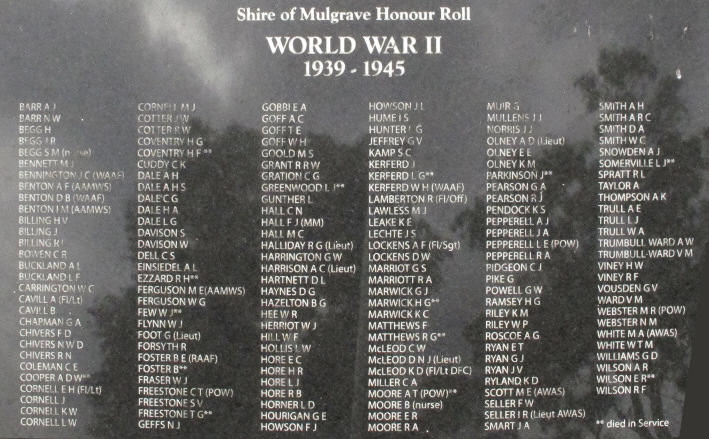 Shire of Mulgrave Honour Roll
WORLD WAR II
1939 - 1945
BARR A J
BARR N W
BEGG H
BEGG J R
BEGG S M (nurse)
BENNETT M J
BENNINGTON J C (WAAF)
BENTON A F (AAMWS)
BENTON D B (WAAF)
BENTON I M (AAMWS)
BILLING H V
BILLING J
BILLING R
BOWEN C R
BUCKLAND A L
BUCKLAND L F
CARRINGTON W C
CAVILL A (Fl/Lt)
CAVILL B
CHAPMAN G A
CHIVERS F D
CHIVERS N W D
CHIVERS R N
COLEMAN C E
COOPER A D W**
CORNELL E H (Fl/Lt)
CORNELL J
CORNELL K W
CORNELL L W
CORNELL M J
COTTER J W
COTTER R W
COVENTRY H G
COVENTRY H F **
CUDDY C K
DALE A H
DALE A H S
DALE C G
DALE H A
DALE L G
DAVISON S
DAVISON W
DELL C S
EINSIEDEL A L
EZZARD R H**
FERGUSON M E(AAMWS)
FERGUSON W G
FEW W J**
FLYNN W J
FOOT G (Lieut)
FORSYTH R
FOSTER B E (RAAF)
FOSTER B**
FRASER W J
FREESTONE C T (POW)
FREESTONE S V
FREESTONE T G**
GEFFS N J
GOBBI E A
GOFF A C
GOFF T E
GOFF W H
GOOLD M S
GRANT R R W
GRATION C G
GREENWOOD L J**
GUNTHER L
HALL C N
HALL F J (MM)
HALL M C
HALLIDAY R G (Lieut)
HARRINGTON G W
HARRISON A C (Lieut)
HARTNETT D L
HAYNES D G
HAZELTON B G
HEE W R
HERRIOT W J
HILL W F
HOLLIS L W
HORE E C
HORE H R
HORE L J
HORE R B
HORNER L D
HOURIGAN G E
HOWSON F J
HOWSON J L
HUME I S
HUNTER L G
JEFFREY G V
KAMP S C
KERFERD J
KERFERD L G**
KERFERD W H (WAAF)
LAMBERTON R (Fl/Off)
LAWLESS M J
LEAKE K E
LECHTE J S
LOCKENS A F (Fl/Sgt)
LOCKENS D W
MARRIOT G S
MARRIOTT R A
MARWICK G J
MARWICK H G**
MARWICK K C
MATTHEWS F
MATTHEWS R G**
McLEOD C W
McLEOD D N J (Lieut)
McLEOD K D (Fl/Lt DFC)
MILLER C A
MOORE A T (POW)**
MOORE B (nurse)
MOORE E R
MOORE R A
MUIR G
MULLENS J J
NORRIS J J
OLNEY A D (Lieut)
OLNEY E E
OLNEY K M
PARKINSON J**
PEARSON G A
PEARSON R J
PENDOCK K S
PEPPERELL A J
PEPPERELL J A
PEPPERELL L E (POW)
PEPPERELL R A
PIDGEON C J
PIKE G
POWELL G W
RAMSEY H G
RILEY K M
RILEY W P
ROSCOE A G
RYAN E T
RYAN G J
RYAN J V
RYLAND K D
SCOTT M E (AWAS)
SELLER F W
SELLER I R (Lieut AWAS)
SMART J A
SMITH A H
SMITH A R C
SMITH D A
SMITH W C
SNOWDEN A J
SOMERVILLE L J**
SPRATT R L
TAYLOR A
THOMPSON A K
TRULL A E
TRULL L J
TRULL W A
TRUMBULL-WARD A W
TRUMBULL-WARD V M
VINEY H W
VINEY R F
VOUSDEN G V
WARD V M
WEBSTER M R (POW)
WEBSTER N M
WHITE M A (AWAS)
WHITE W T M
WILLIAMS G D
WILSON A R
WILSON E R**
WILSON R F
** died in Service